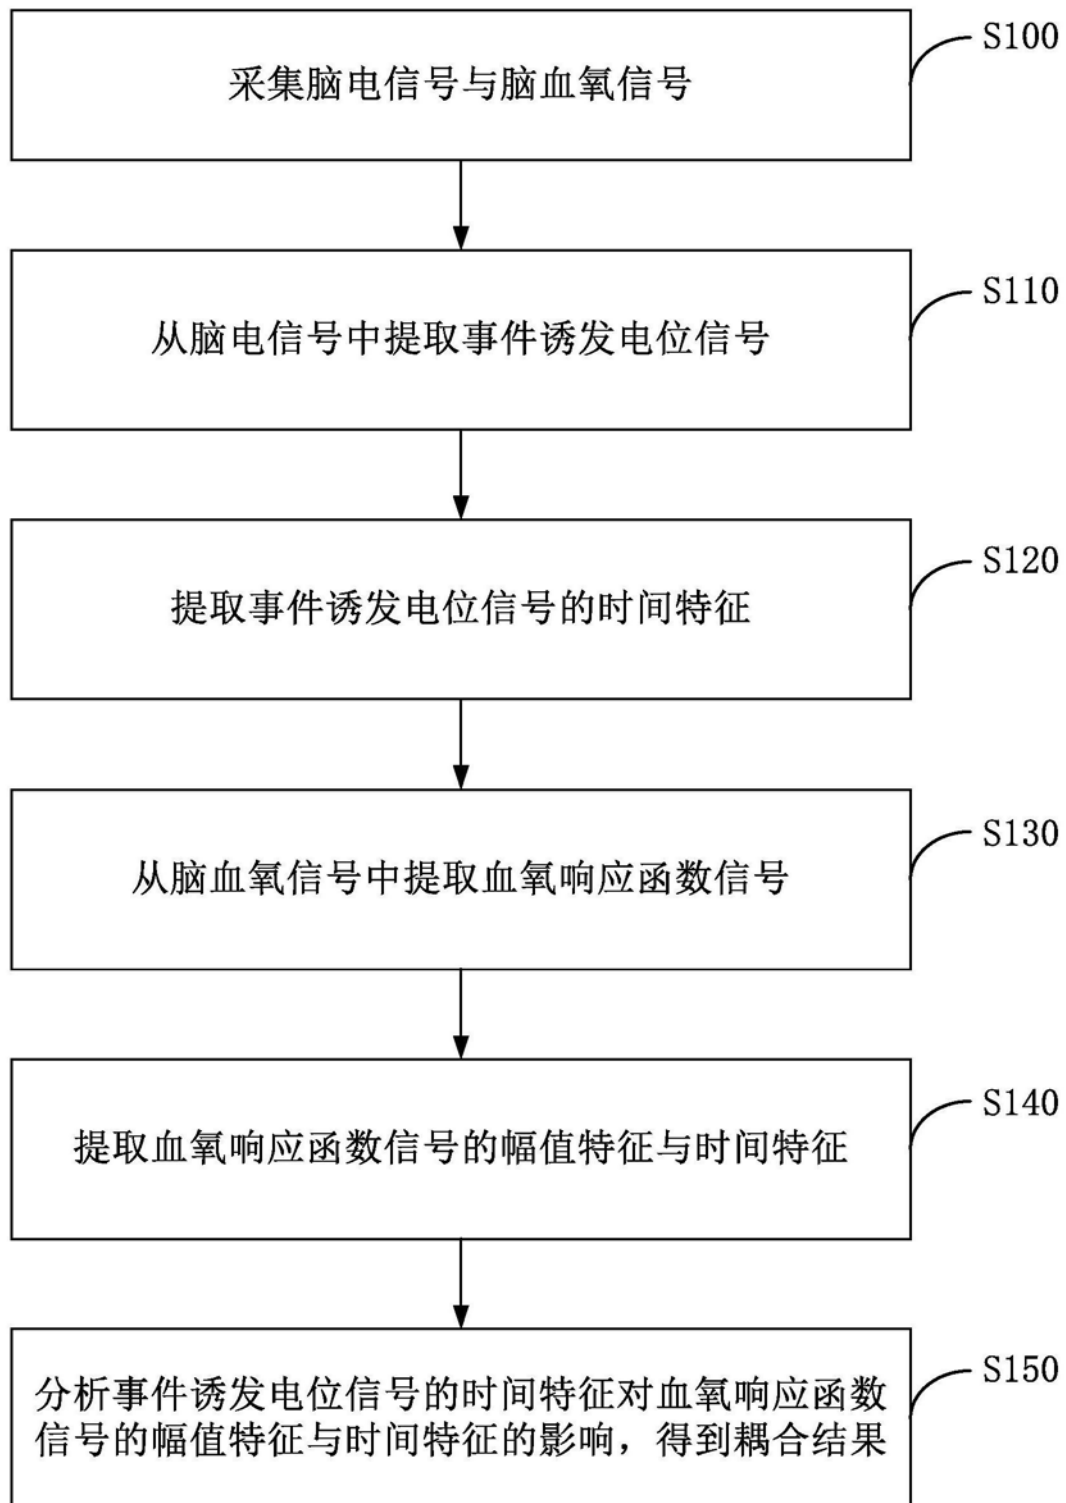 S100
采集脑电信号与脑血氧信号
S110
从脑电信号中提取事件诱发电位信号
S120
提取事件诱发电位信号的时间特征
S130
从脑血氧信号中提取血氧响应函数信号
S140
提取血氧响应函数信号的幅值特征与时间特征
S150
分析事件诱发电位信号的时间特征对血氧响应函数
信号的幅值特征与时间特征的影响，得到耦合结果